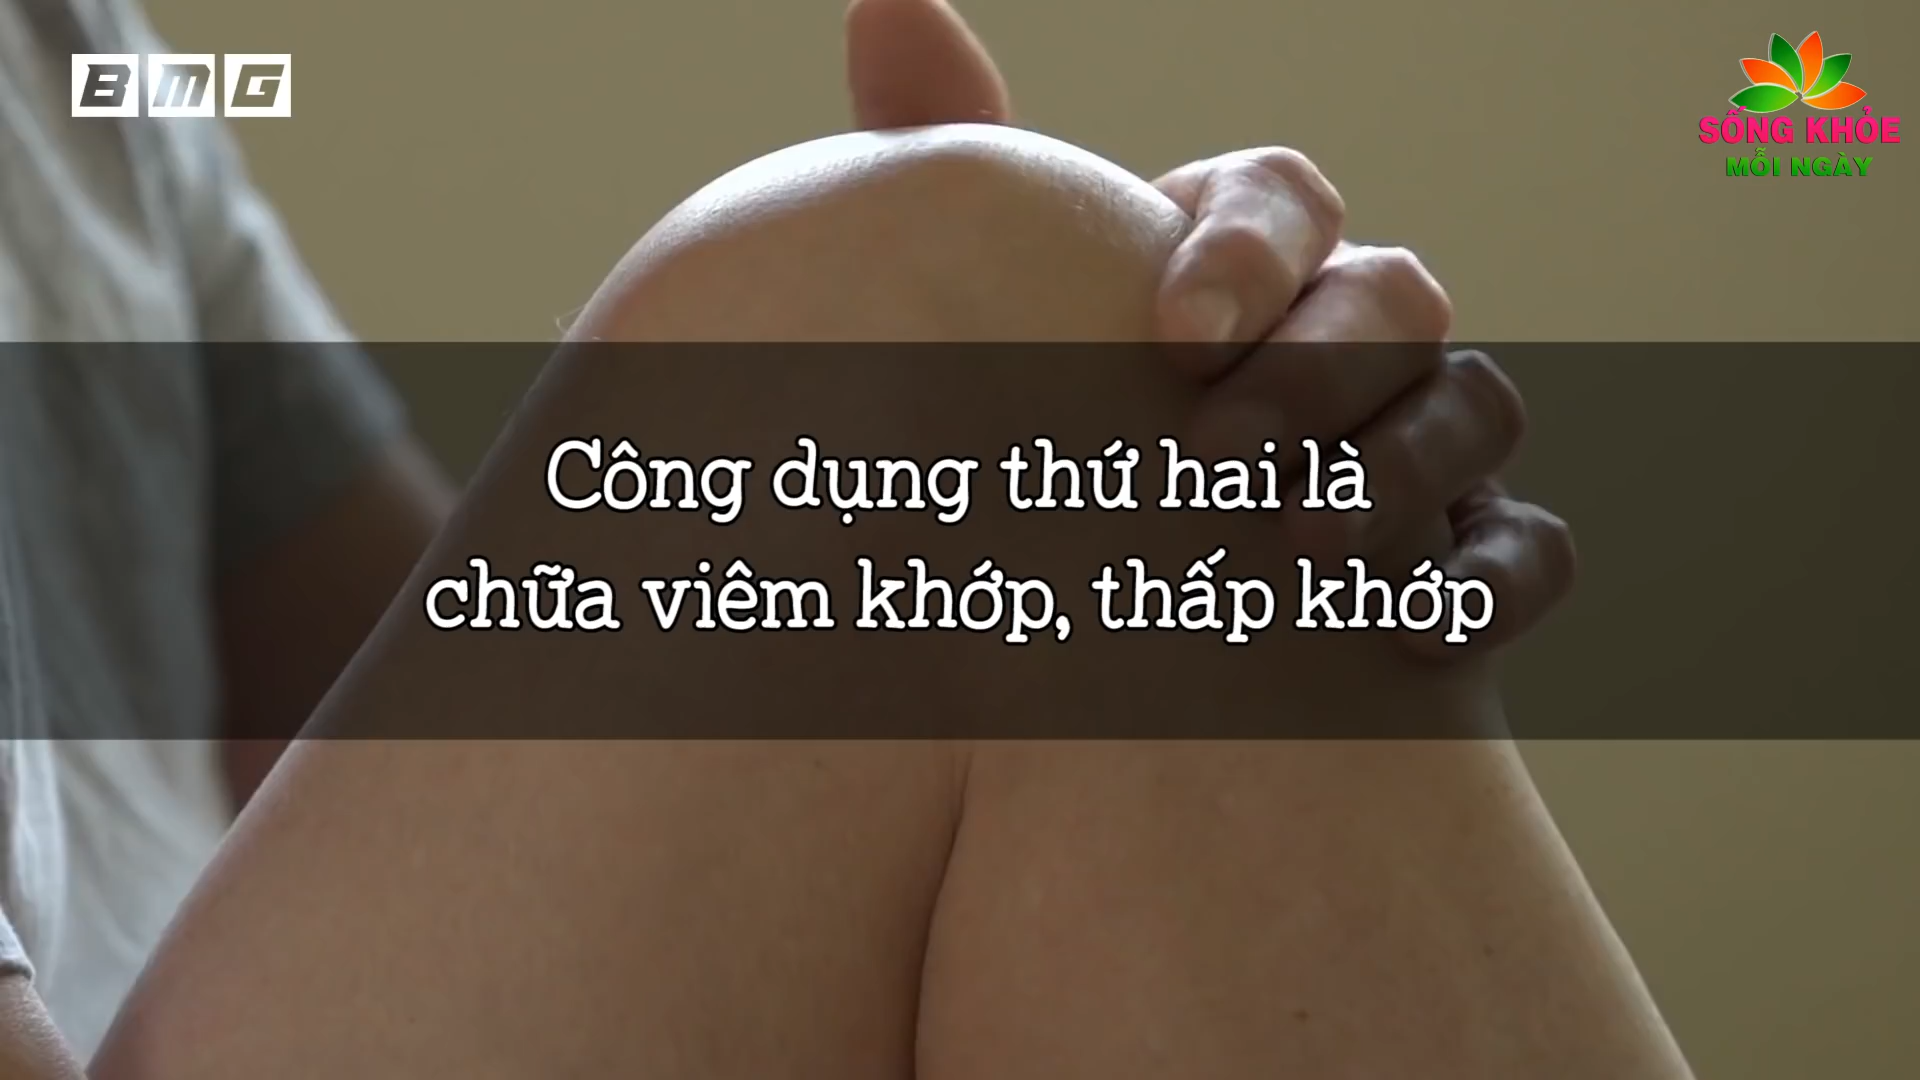 BMG
SỐNG KHỎE
MỖI NGÀY
Công dụng thứ hai là
chữa viêm khớp, thấp khớp